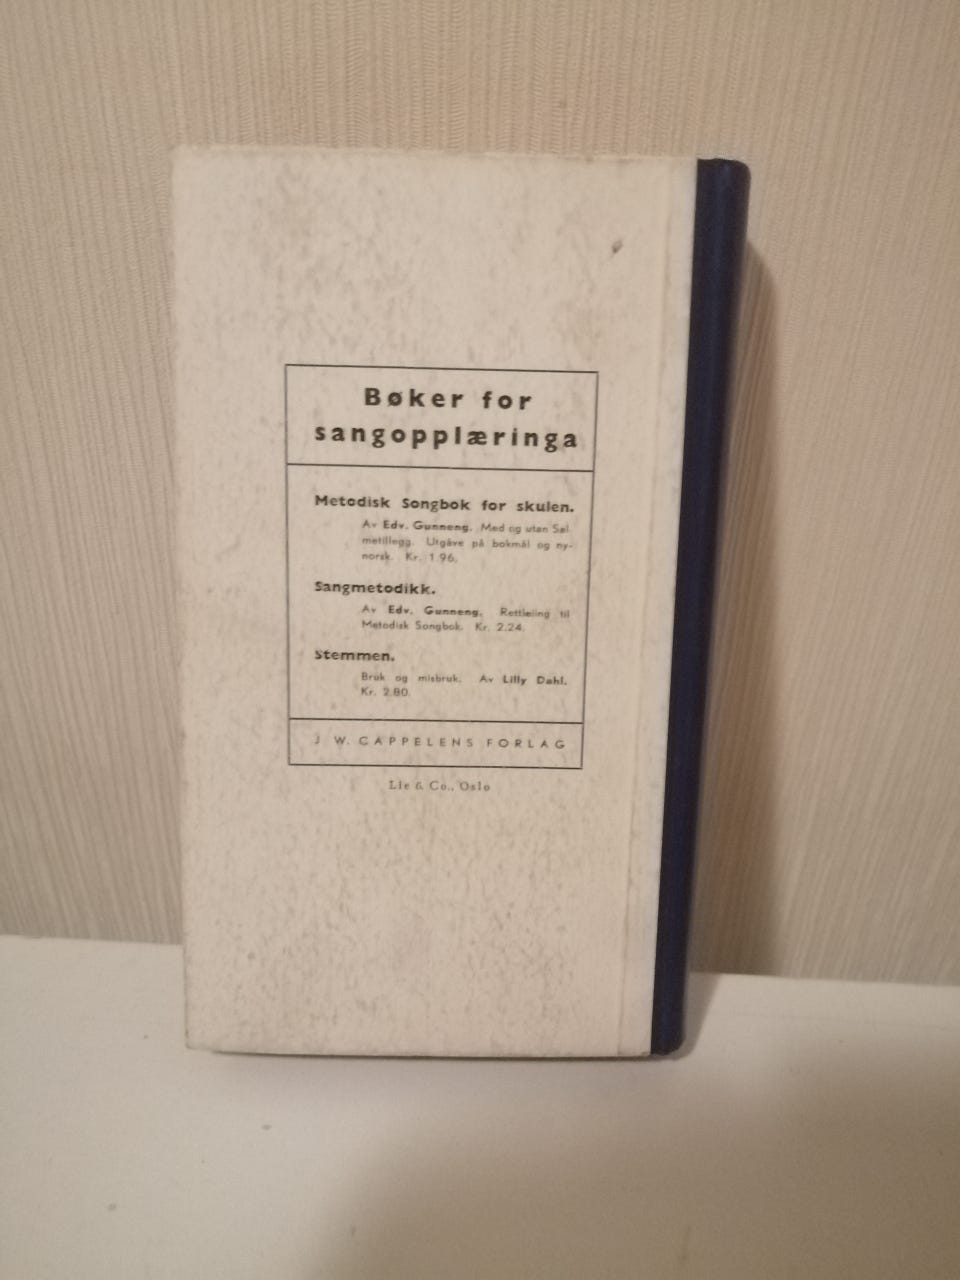 Bøker for
sangopplæringa
Metodisk Songbok for skulen.
Av Edv. Gunneng. Med og uten Sal-
metillegg. Utgåve på bokmål og ny-
norsk. Kr. 1.96.
Sangmetodikk.
Av Edv. Gunneng. Rettleiing til
Metodisk Songbok. Kr. 2.24.
Stemmen.
Bruk og misbruk. Av Lilly Dahl.
Kr. 2.80.
J. W. CAPPELENS FORLAG
Lie & Co., Oslo